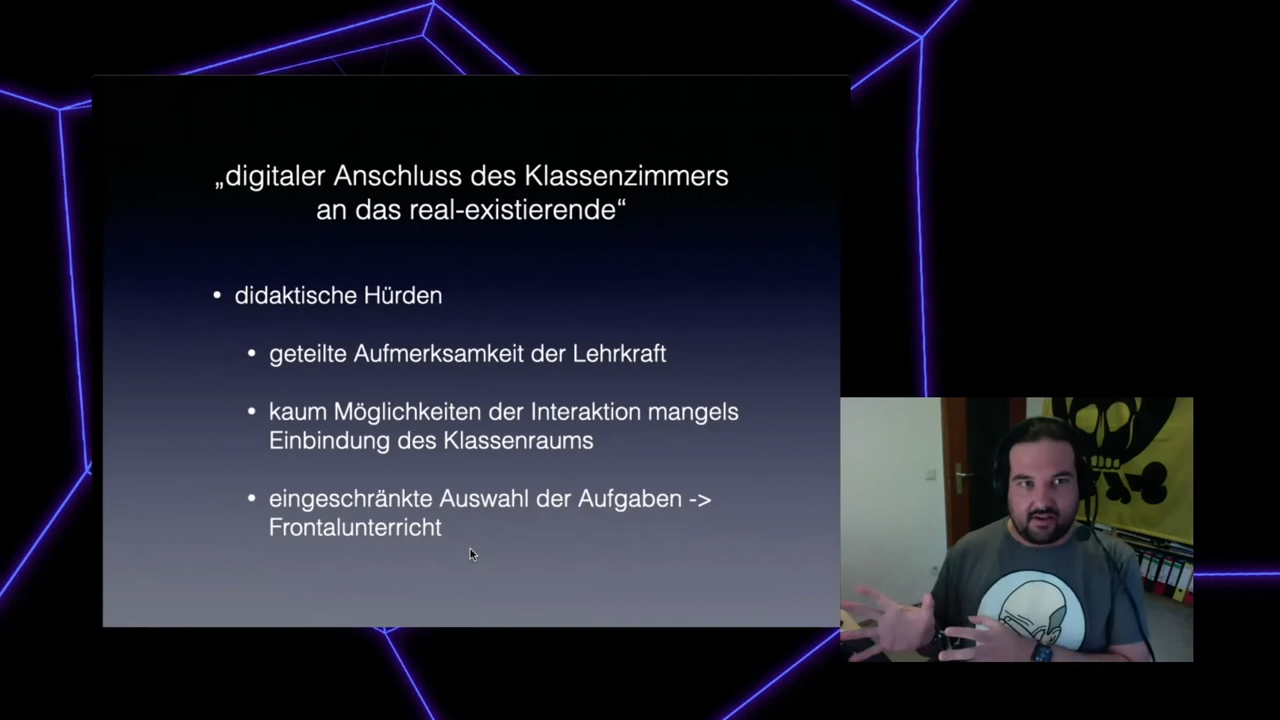 „digitaler Anschluss des Klassenzimmers
an das real-existierende“
• didaktische Hürden
• geteilte Aufmerksamkeit der Lehrkraft
• kaum Möglichkeiten der Interaktion mangels
Einbindung des Klassenraums
• eingeschränkte Auswahl der Aufgaben ->
Frontalunterricht